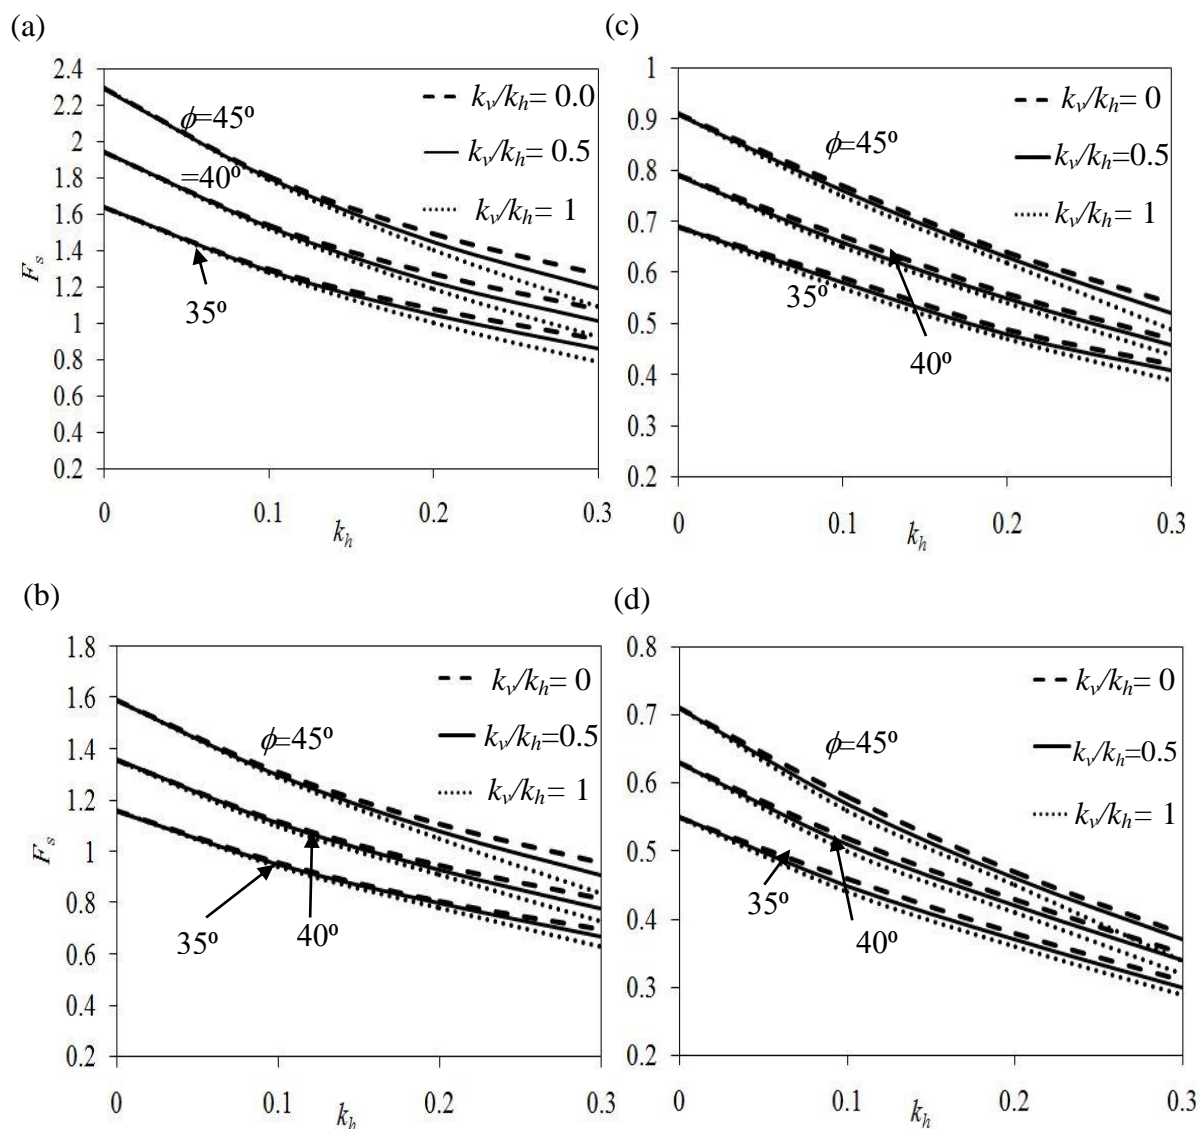 (a)
2.4
2.2
2
1.8
1.6
1.4
1.2
1
0.8
0.6
0.4
0.2
F_s
ϕ=45º
=40º
35º
k_v/k_h= 0.0
k_v/k_h= 0.5
k_v/k_h= 1
0 0.1 0.2 0.3
k_h
(c)
1
0.9
0.8
0.7
0.6
0.5
0.4
0.3
0.2
ϕ=45º
35º
40º
k_v/k_h= 0
k_v/k_h=0.5
k_v/k_h= 1
0 0.1 0.2 0.3
k_h
(b)
1.8
1.6
1.4
1.2
1
0.8
0.6
0.4
0.2
F_s
ϕ=45º
35º
40º
k_v/k_h= 0
k_v/k_h=0.5
k_v/k_h= 1
0 0.1 0.2 0.3
k_h
(d)
0.8
0.7
0.6
0.5
0.4
0.3
0.2
ϕ=45º
35º
40º
k_v/k_h= 0
k_v/k_h=0.5
k_v/k_h= 1
0 0.1 0.2 0.3
k_h